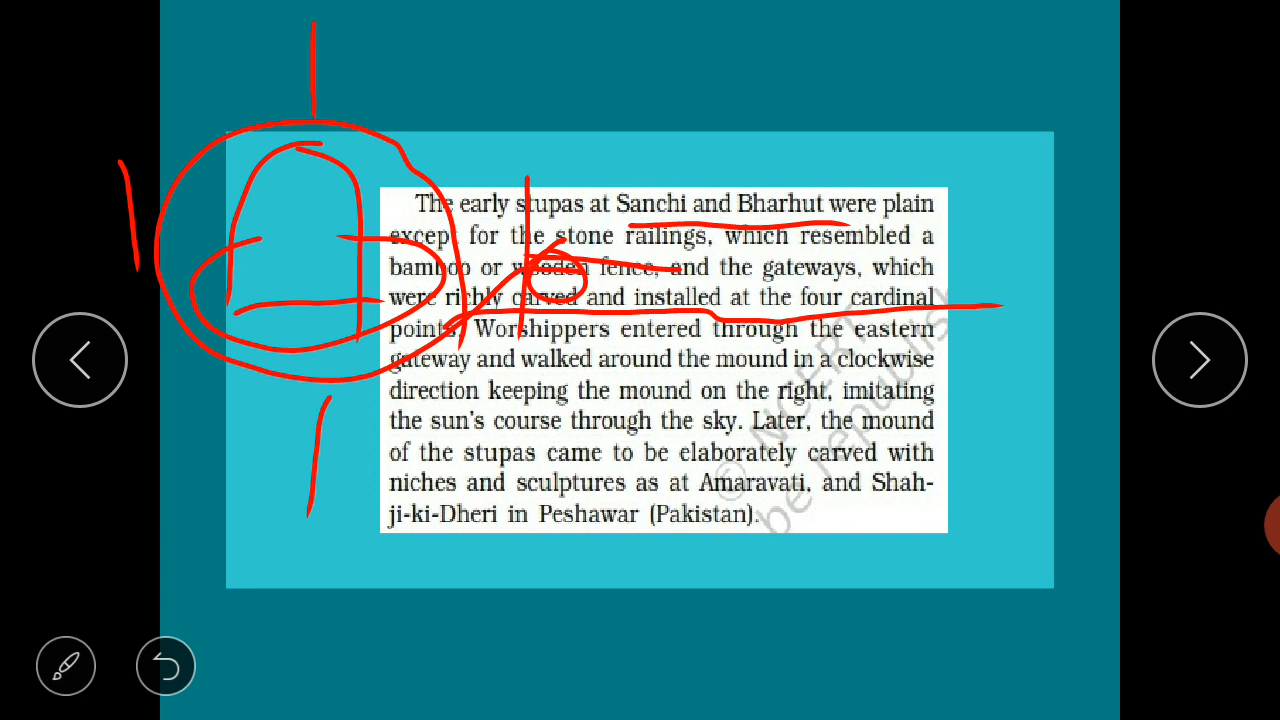 The early stupas at Sanchi and Bharhut were plain
except for the stone railings, which resembled a
bamboo or wooden fence, and the gateways, which
were richly carved and installed at the four cardinal
points. Worshippers entered through the eastern
gateway and walked around the mound in a clockwise
direction keeping the mound on the right, imitating
the sun's course through the sky. Later, the mound
of the stupas came to be elaborately carved with
niches and sculptures as at Amaravati, and Shah-
ji-ki-Dheri in Peshawar (Pakistan).
© NCERT
be republish